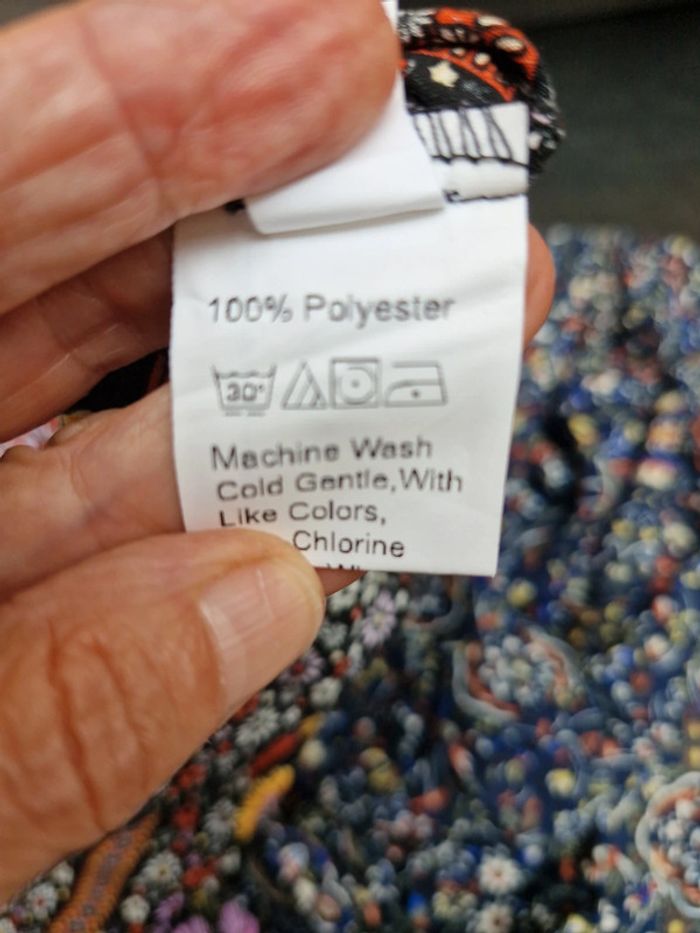 100% Polyester
30°
Machine Wash
Cold Gentle,With
Like Colors,
Chlorine